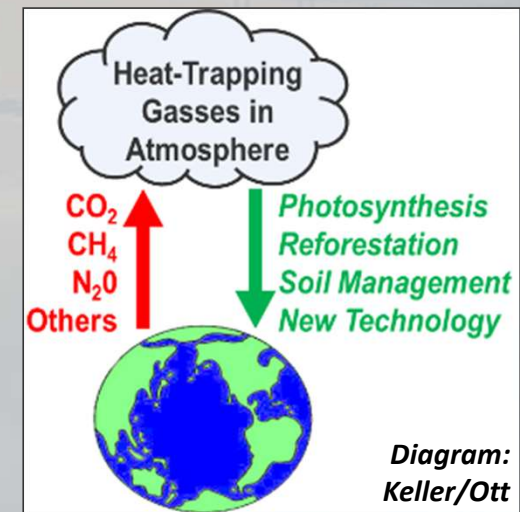 Heat-Trapping
Gasses in
Atmosphere
CO₂
CH₄
N₂0
Others
Photosynthesis
Reforestation
Soil Management
New Technology
Diagram:
Keller/Ott